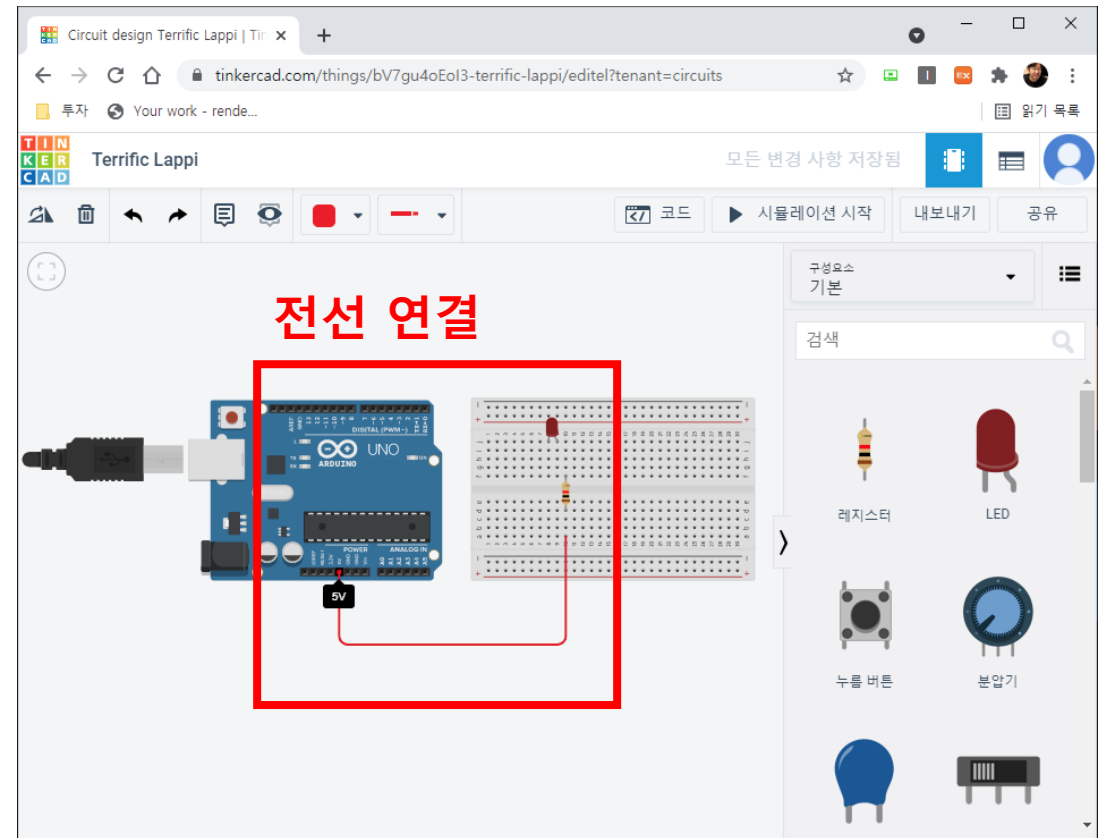 Circuit design Terrific Lappi | Tin
tinkercad.com/things/bV7gu4oEoI3-terrific-lappi/editel?tenant=circuits
투자
Your work - rende...
읽기 목록
TIN
KER
CAD
Terrific Lappi
모든 변경 사항 저장됨
코드
시뮬레이션 시작
내보내기
공유
전선 연결
구성요소
기본
검색
DIGITAL (PWM~)
UNO
ARDUINO
POWER
ANALOG IN
5V
레지스터
LED
누름 버튼
분압기